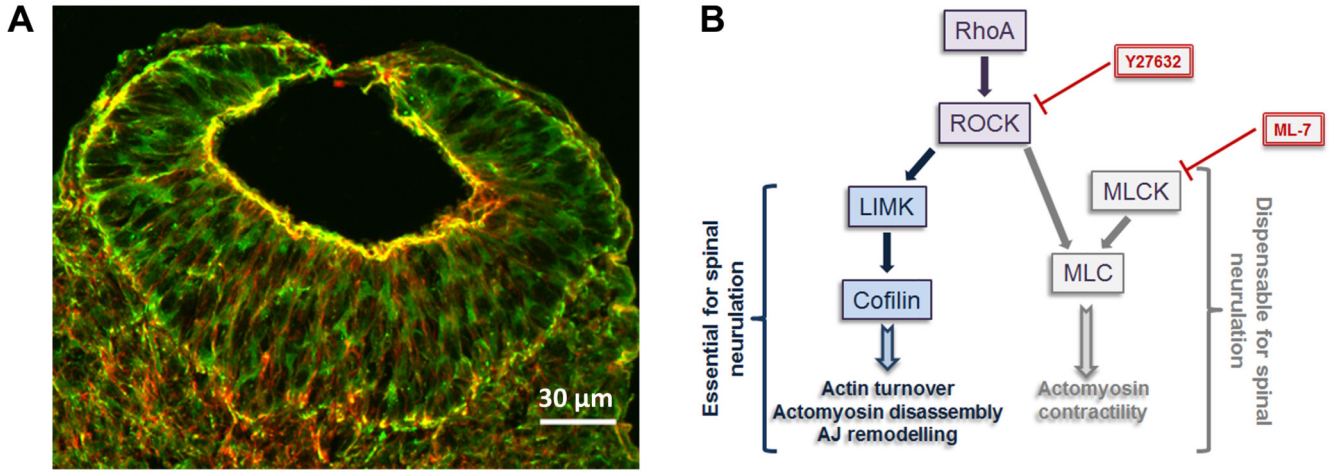 A
30 µm
B
RhoA
Y27632
ROCK
ML-7
LIMK
MLCK
MLC
Cofilin
Essential for spinal
neurulation
Actin turnover
Actomyosin disassembly
AJ remodelling
Actomyosin
contractility
Dispensable for spinal
neurulation